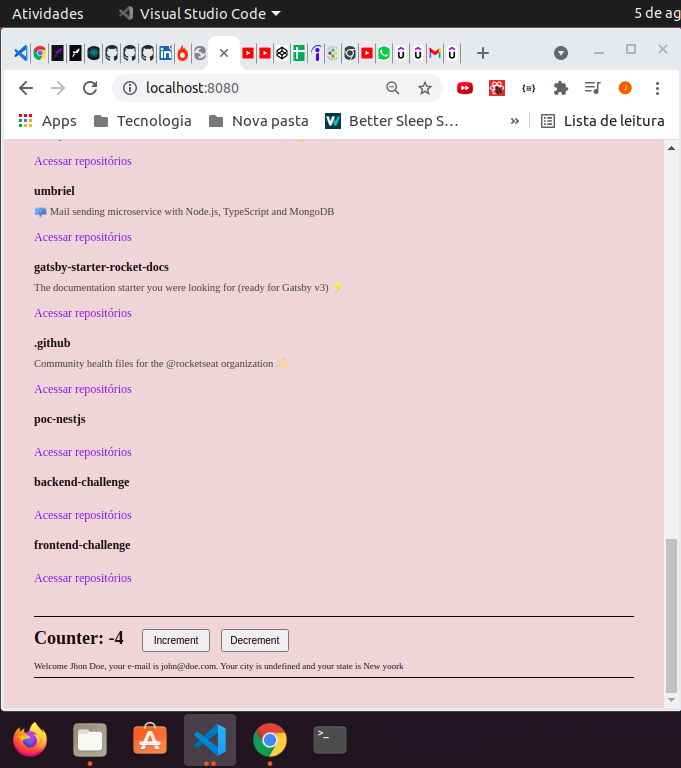 Atividades Visual Studio Code 5 de ag
localhost:8080
Apps Tecnologia Nova pasta Better Sleep S… » Lista de leitura
Acessar repositórios
umbriel
📪 Mail sending microservice with Node.js, TypeScript and MongoDB
Acessar repositórios
gatsby-starter-rocket-docs
The documentation starter you were looking for (ready for Gatsby v3) ⚡
Acessar repositórios
.github
Community health files for the @rocketseat organization 👏
Acessar repositórios
poc-nestjs
Acessar repositórios
backend-challenge
Acessar repositórios
frontend-challenge
Acessar repositórios
Counter: -4 Increment Decrement
Welcome Jhon Doe, your e-mail is john@doe.com. Your city is undefined and your state is New yoork